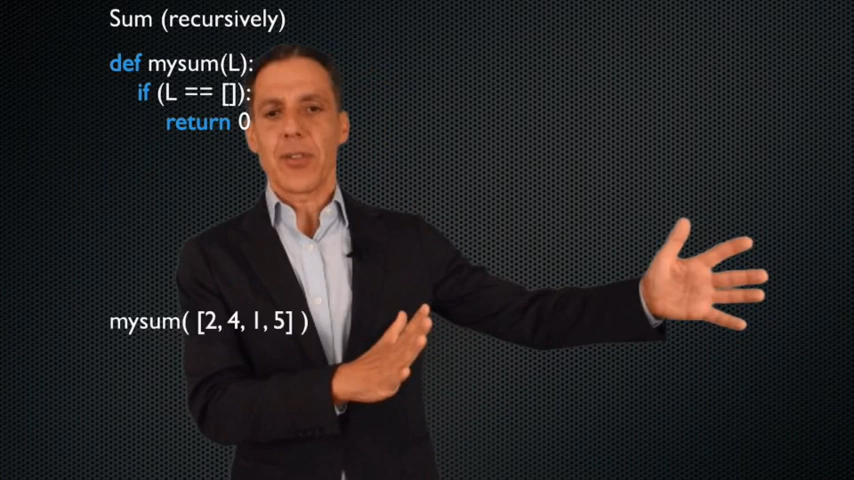 Sum (recursively)
def mysum(L):
if (L == []):
return 0
mysum( [2, 4, 1, 5] )